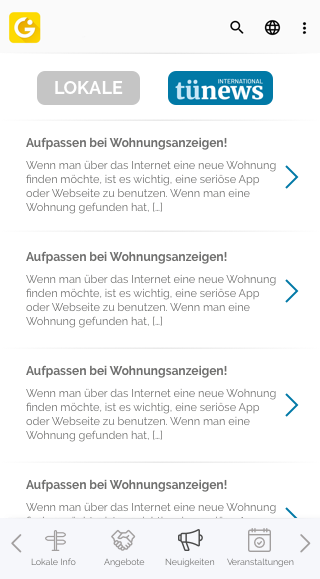 LOKALE
INTERNATIONAL
tünews
Aufpassen bei Wohnungsanzeigen!
Wenn man über das Internet eine neue Wohnung
finden möchte, ist es wichtig, eine seriöse App
oder Webseite zu benutzen. Wenn man eine
Wohnung gefunden hat, [...]
Aufpassen bei Wohnungsanzeigen!
Wenn man über das Internet eine neue Wohnung
finden möchte, ist es wichtig, eine seriöse App
oder Webseite zu benutzen. Wenn man eine
Wohnung gefunden hat, [...]
Aufpassen bei Wohnungsanzeigen!
Wenn man über das Internet eine neue Wohnung
finden möchte, ist es wichtig, eine seriöse App
oder Webseite zu benutzen. Wenn man eine
Wohnung gefunden hat, [...]
Aufpassen bei Wohnungsanzeigen!
Wenn man über das Internet eine neue Wohnung
Lokale Info Angebote Neuigkeiten Veranstaltungen